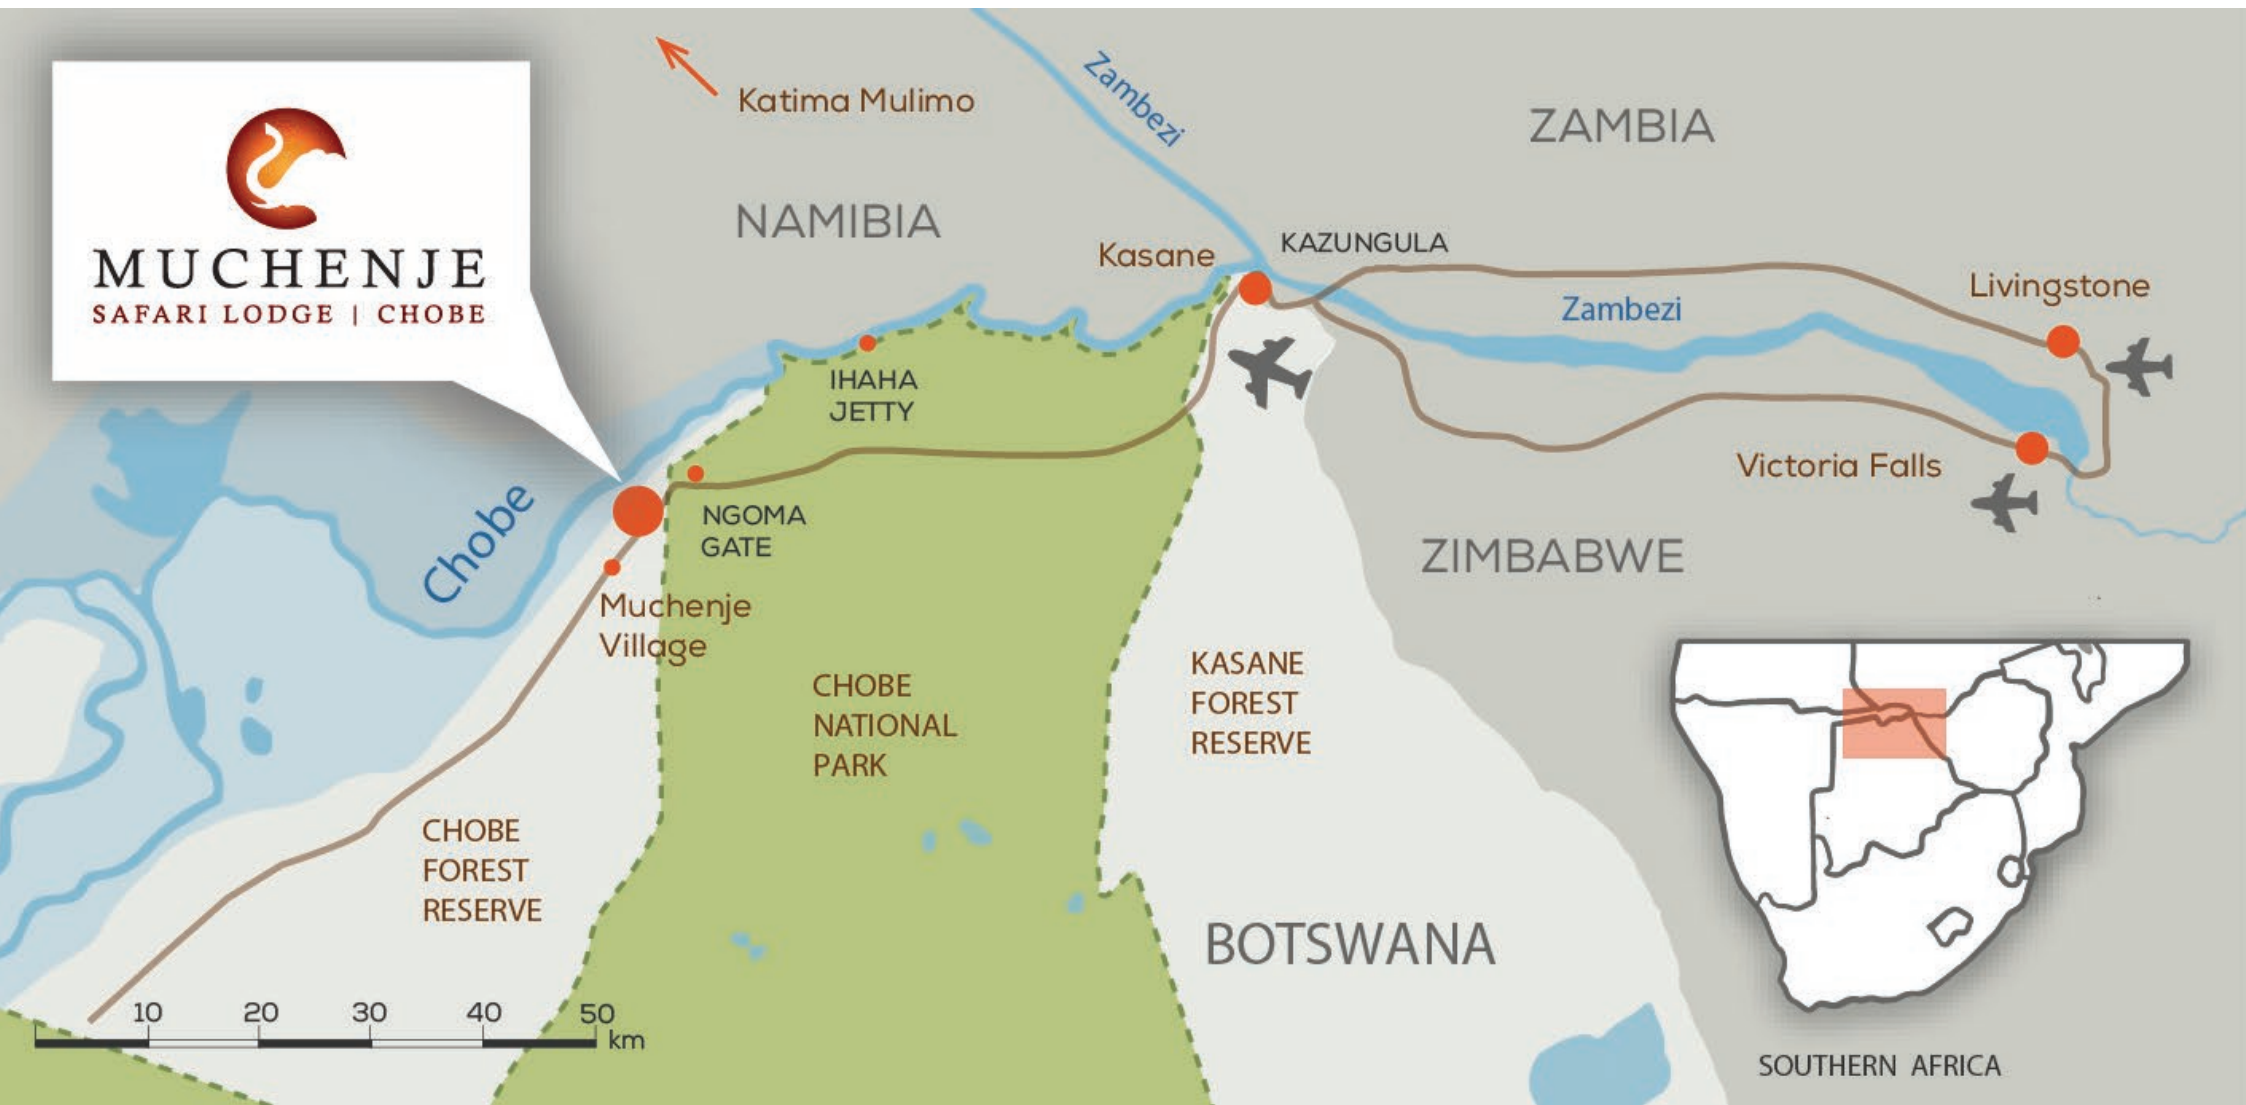 Katima Mulimo
Zambezi
ZAMBIA
MUCHENJE
SAFARI LODGE | CHOBE
NAMIBIA
Kasane
KAZUNGULA
Livingstone
Zambezi
IHAHA
JETTY
Victoria Falls
Chobe
NGOMA
GATE
ZIMBABWE
Muchenje
Village
CHOBE
NATIONAL
PARK
KASANE
FOREST
RESERVE
CHOBE
FOREST
RESERVE
BOTSWANA
10 20 30 40 50
km
SOUTHERN AFRICA